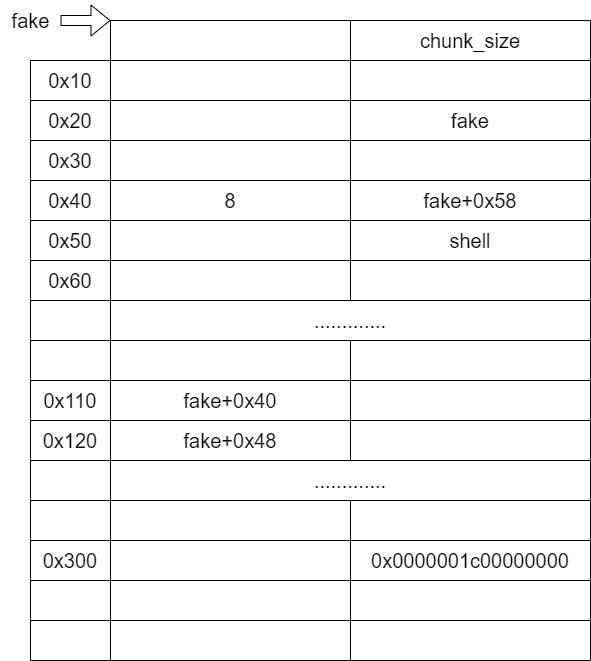 fake
chunk_size
0x10
0x20 fake
0x30
0x40 8 fake+0x58
0x50 shell
0x60
.............
0x110 fake+0x40
0x120 fake+0x48
.............
0x300 0x0000001c00000000